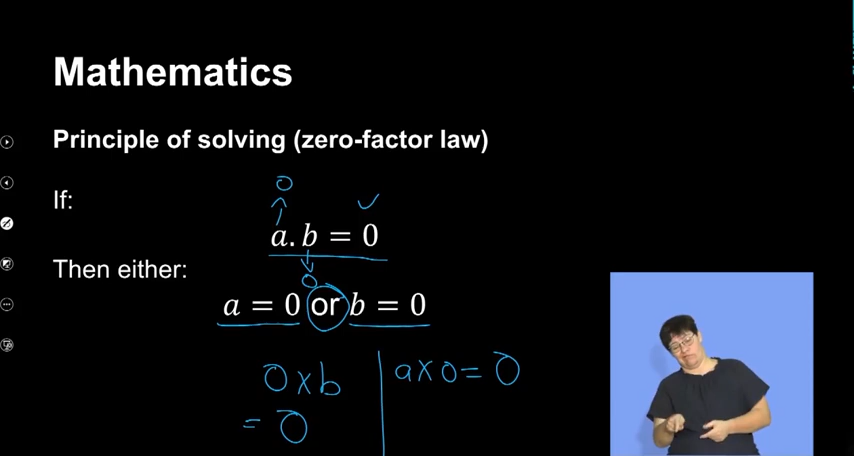 Mathematics
Principle of solving (zero-factor law)
0
If:
a.b = 0
Then either:
0
a = 0 or b = 0
0 x b | a x 0 = 0
= 0